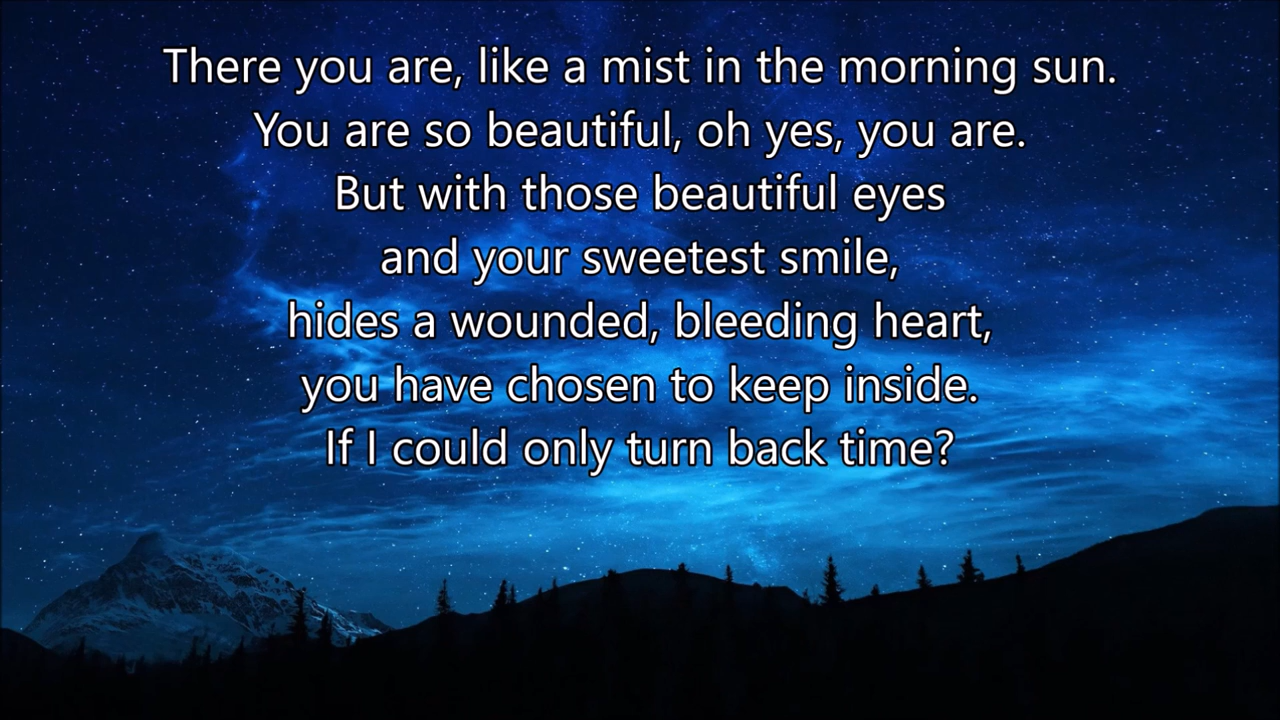 There you are, like a mist in the morning sun.
You are so beautiful, oh yes, you are.
But with those beautiful eyes
and your sweetest smile,
hides a wounded, bleeding heart,
you have chosen to keep inside.
If I could only turn back time?